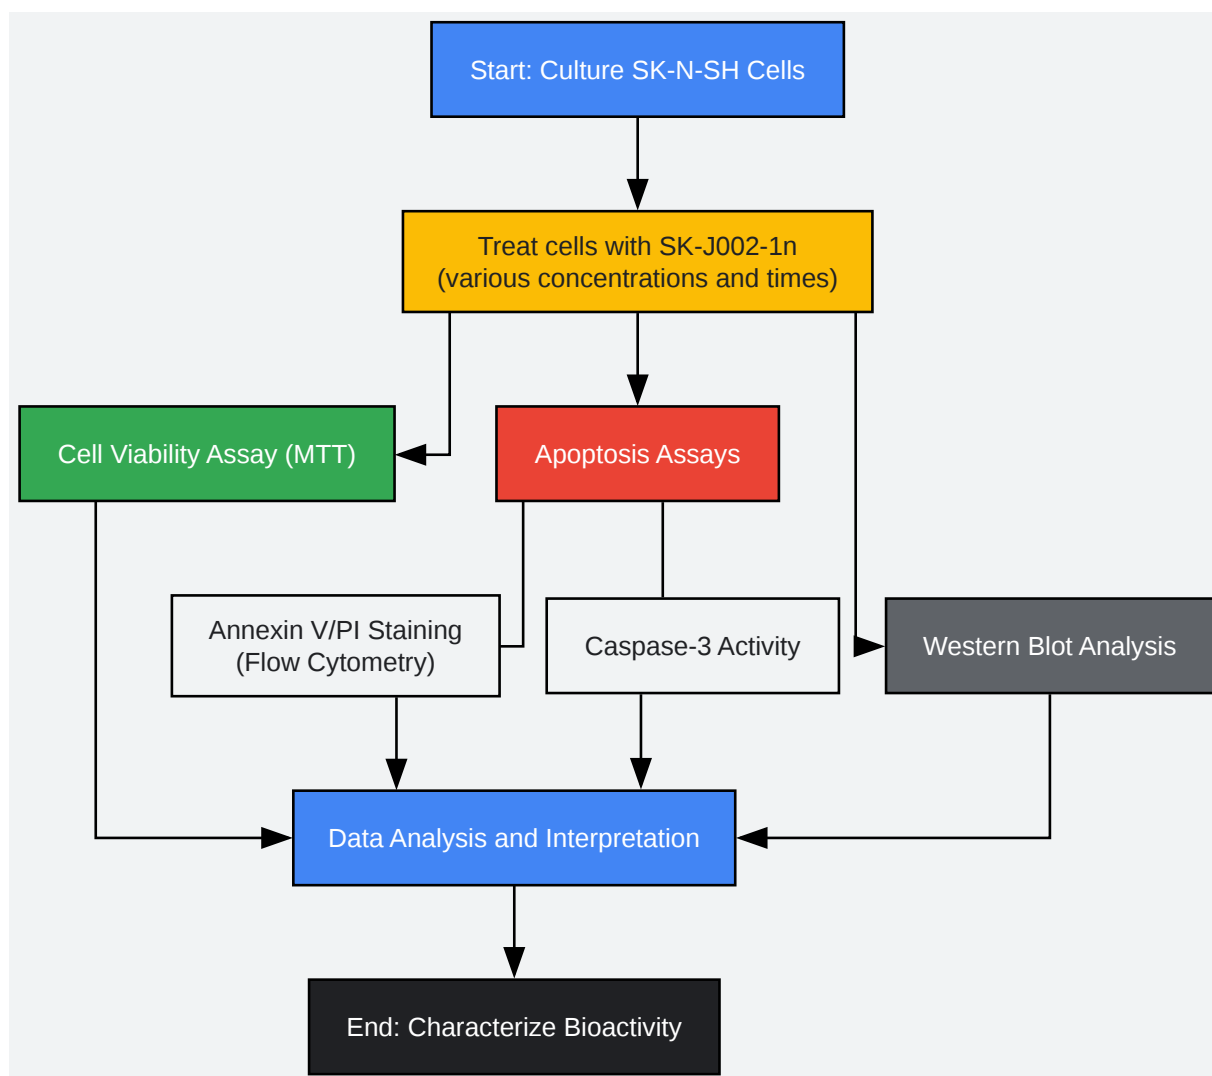 Start: Culture SK-N-SH Cells
Treat cells with SK-J002-1n
(various concentrations and times)
Cell Viability Assay (MTT)
Apoptosis Assays
Annexin V/PI Staining
(Flow Cytometry)
Caspase-3 Activity
Western Blot Analysis
Data Analysis and Interpretation
End: Characterize Bioactivity